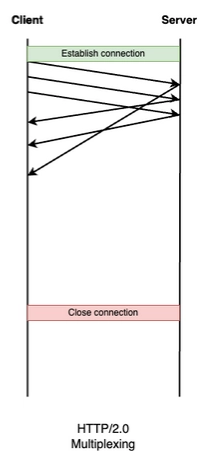 Client Server
Establish connection
Close connection
HTTP/2.0
Multiplexing